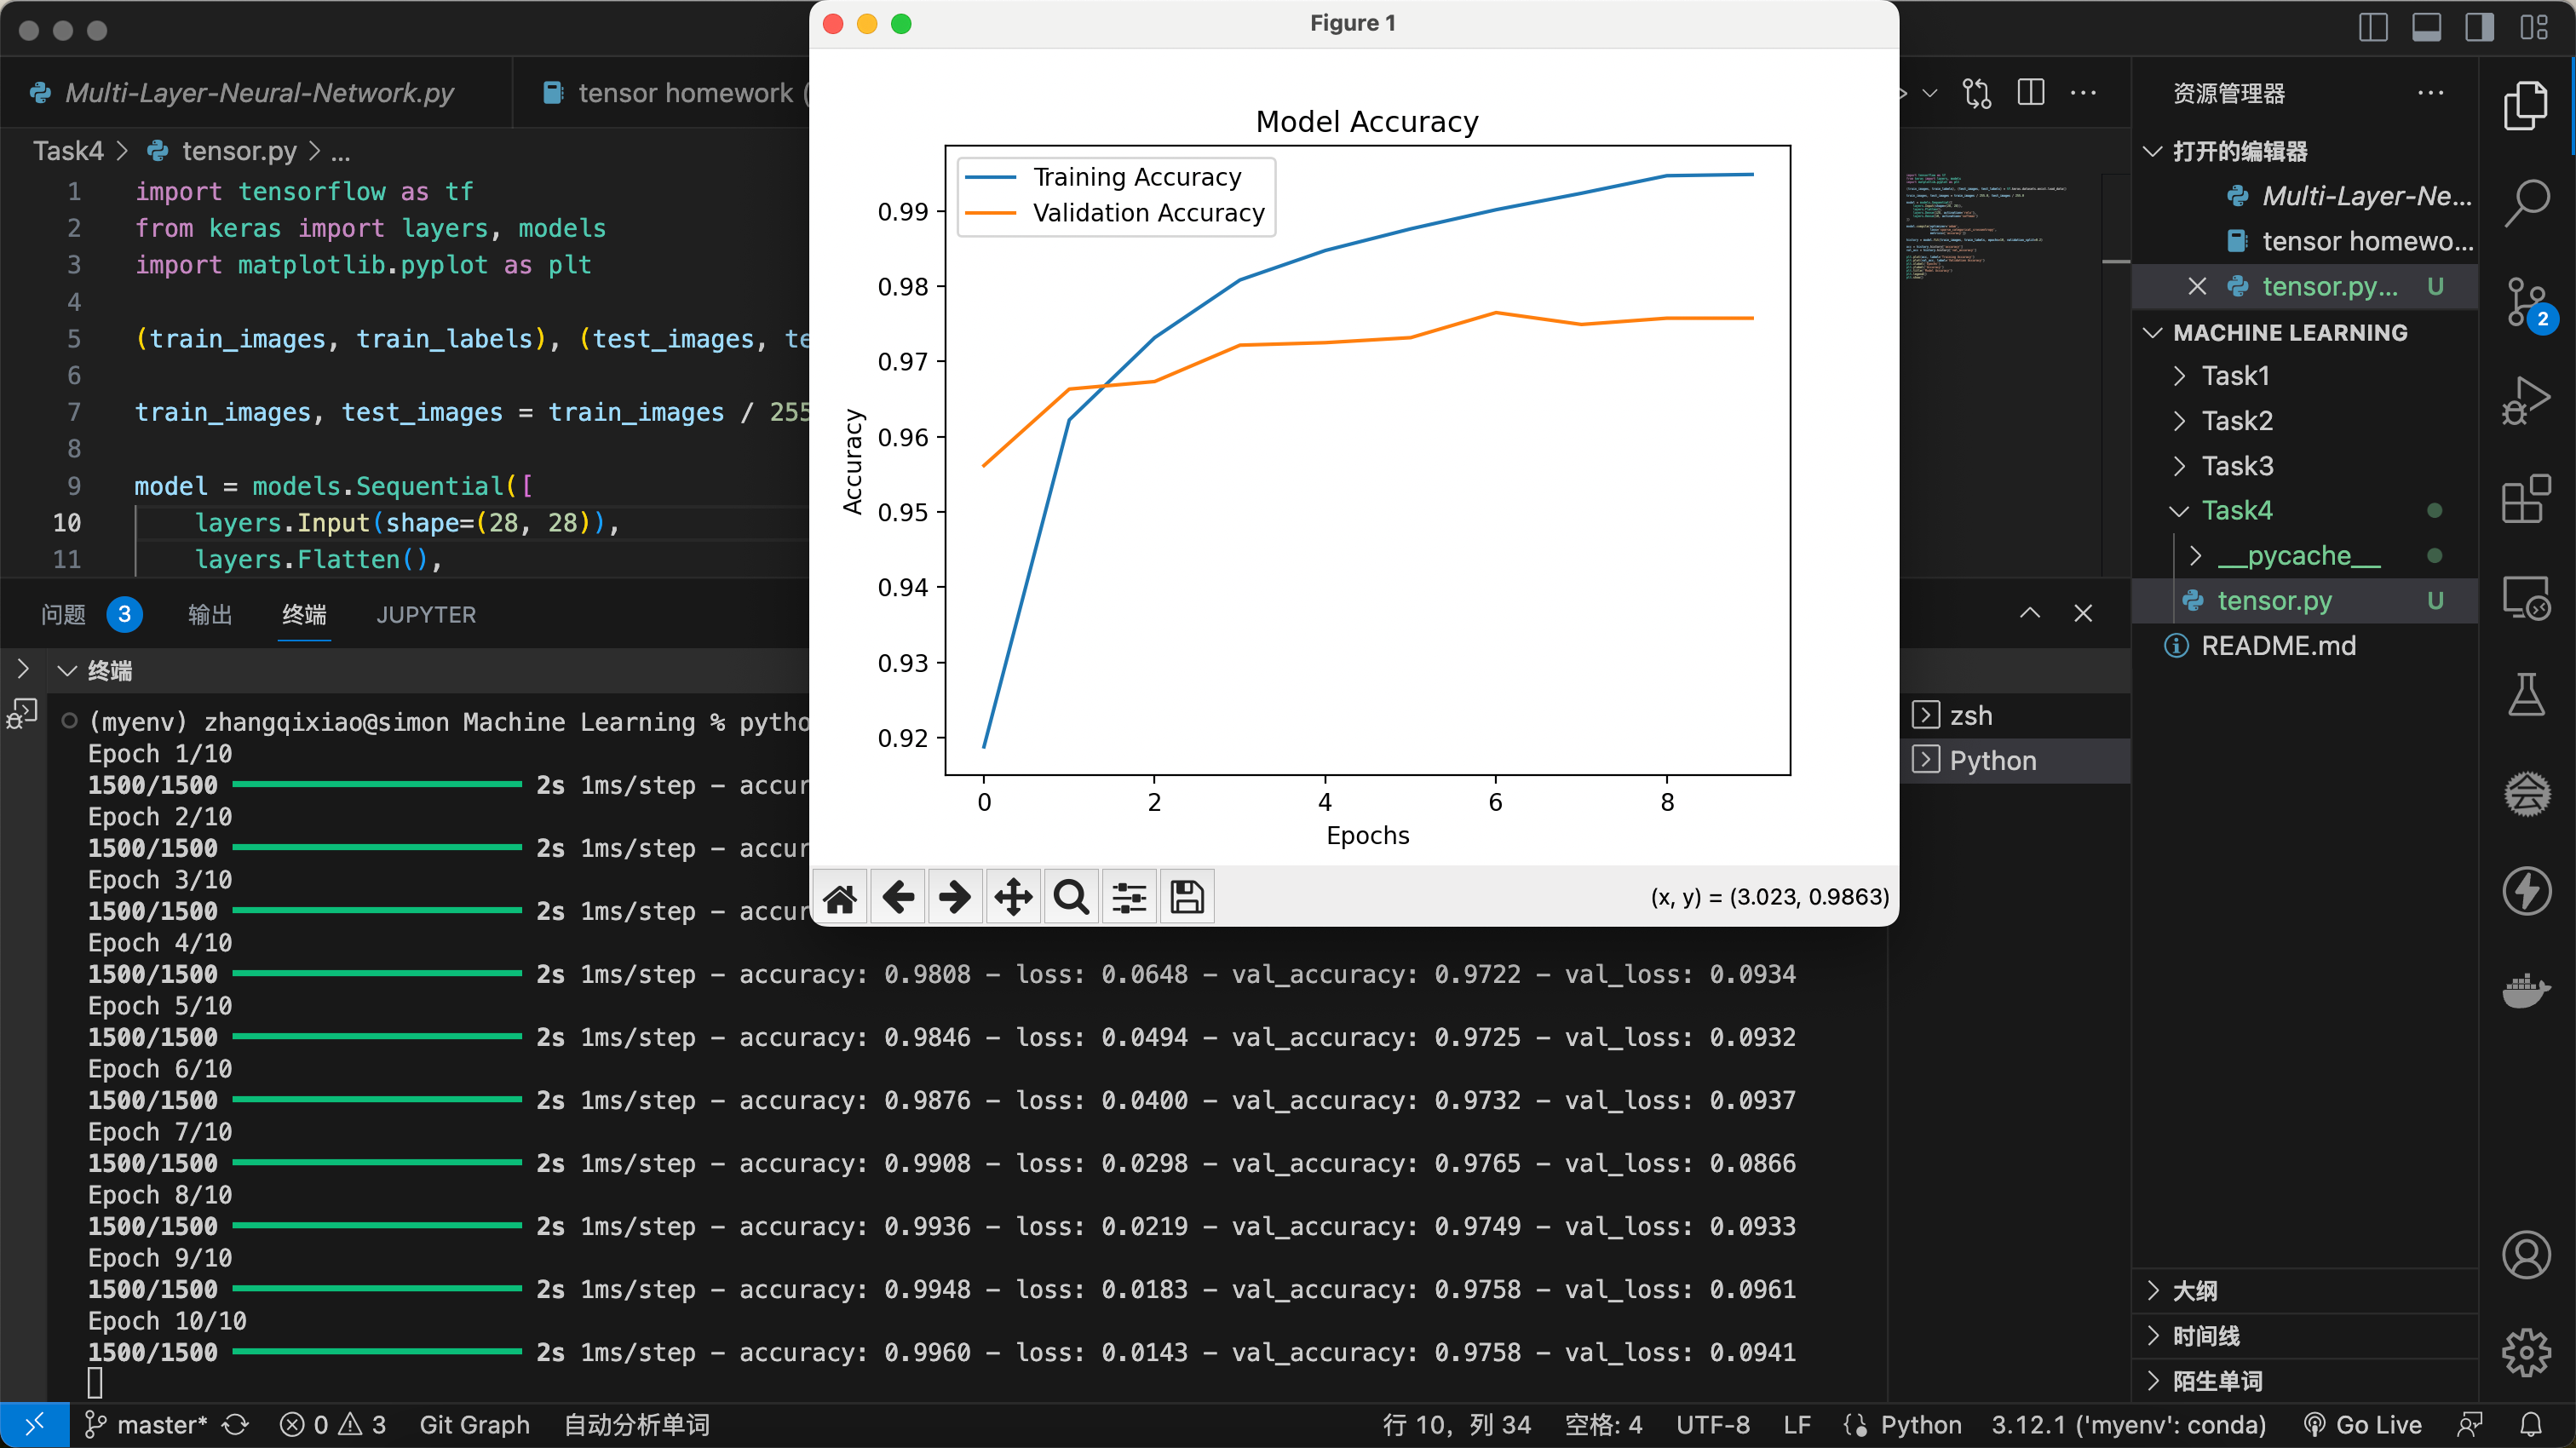 Figure 1
Multi-Layer-Neural-Network.py
tensor homework (
Task4 > tensor.py > ...
1 import tensorflow as tf
2 from keras import layers, models
3 import matplotlib.pyplot as plt
4
5 (train_images, train_labels), (test_images, te
6
7 train_images, test_images = train_images / 255
8
9 model = models.Sequential([
10 layers.Input(shape=(28, 28)),
11 layers.Flatten(),
Model Accuracy
Training Accuracy
Validation Accuracy
0.99
0.98
0.97
0.96
0.95
0.94
0.93
0.92
Accuracy
0 2 4 6 8
Epochs
(x, y) = (3.023, 0.9863)
问题 3 输出 终端 JUPYTER
终端
(myenv) zhangqixiao@simon Machine Learning % pytho
Epoch 1/10
1500/1500 2s 1ms/step - accur
Epoch 2/10
1500/1500 2s 1ms/step - accur
Epoch 3/10
1500/1500 2s 1ms/step - accur
Epoch 4/10
1500/1500 2s 1ms/step - accuracy: 0.9808 - loss: 0.0648 - val_accuracy: 0.9722 - val_loss: 0.0934
Epoch 5/10
1500/1500 2s 1ms/step - accuracy: 0.9846 - loss: 0.0494 - val_accuracy: 0.9725 - val_loss: 0.0932
Epoch 6/10
1500/1500 2s 1ms/step - accuracy: 0.9876 - loss: 0.0400 - val_accuracy: 0.9732 - val_loss: 0.0937
Epoch 7/10
1500/1500 2s 1ms/step - accuracy: 0.9908 - loss: 0.0298 - val_accuracy: 0.9765 - val_loss: 0.0866
Epoch 8/10
1500/1500 2s 1ms/step - accuracy: 0.9936 - loss: 0.0219 - val_accuracy: 0.9749 - val_loss: 0.0933
Epoch 9/10
1500/1500 2s 1ms/step - accuracy: 0.9948 - loss: 0.0183 - val_accuracy: 0.9758 - val_loss: 0.0961
Epoch 10/10
1500/1500 2s 1ms/step - accuracy: 0.9960 - loss: 0.0143 - val_accuracy: 0.9758 - val_loss: 0.0941
zsh
Python
资源管理器
打开的编辑器
Multi-Layer-Ne...
tensor homewo...
tensor.py... U
MACHINE LEARNING
Task1
Task2
Task3
Task4
__pycache__
tensor.py U
README.md
大纲
时间线
陌生单词
2
会
master* 0 3 Git Graph 自动分析单词 行 10, 列 34 空格: 4 UTF-8 LF Python 3.12.1 ('myenv': conda) Go Live